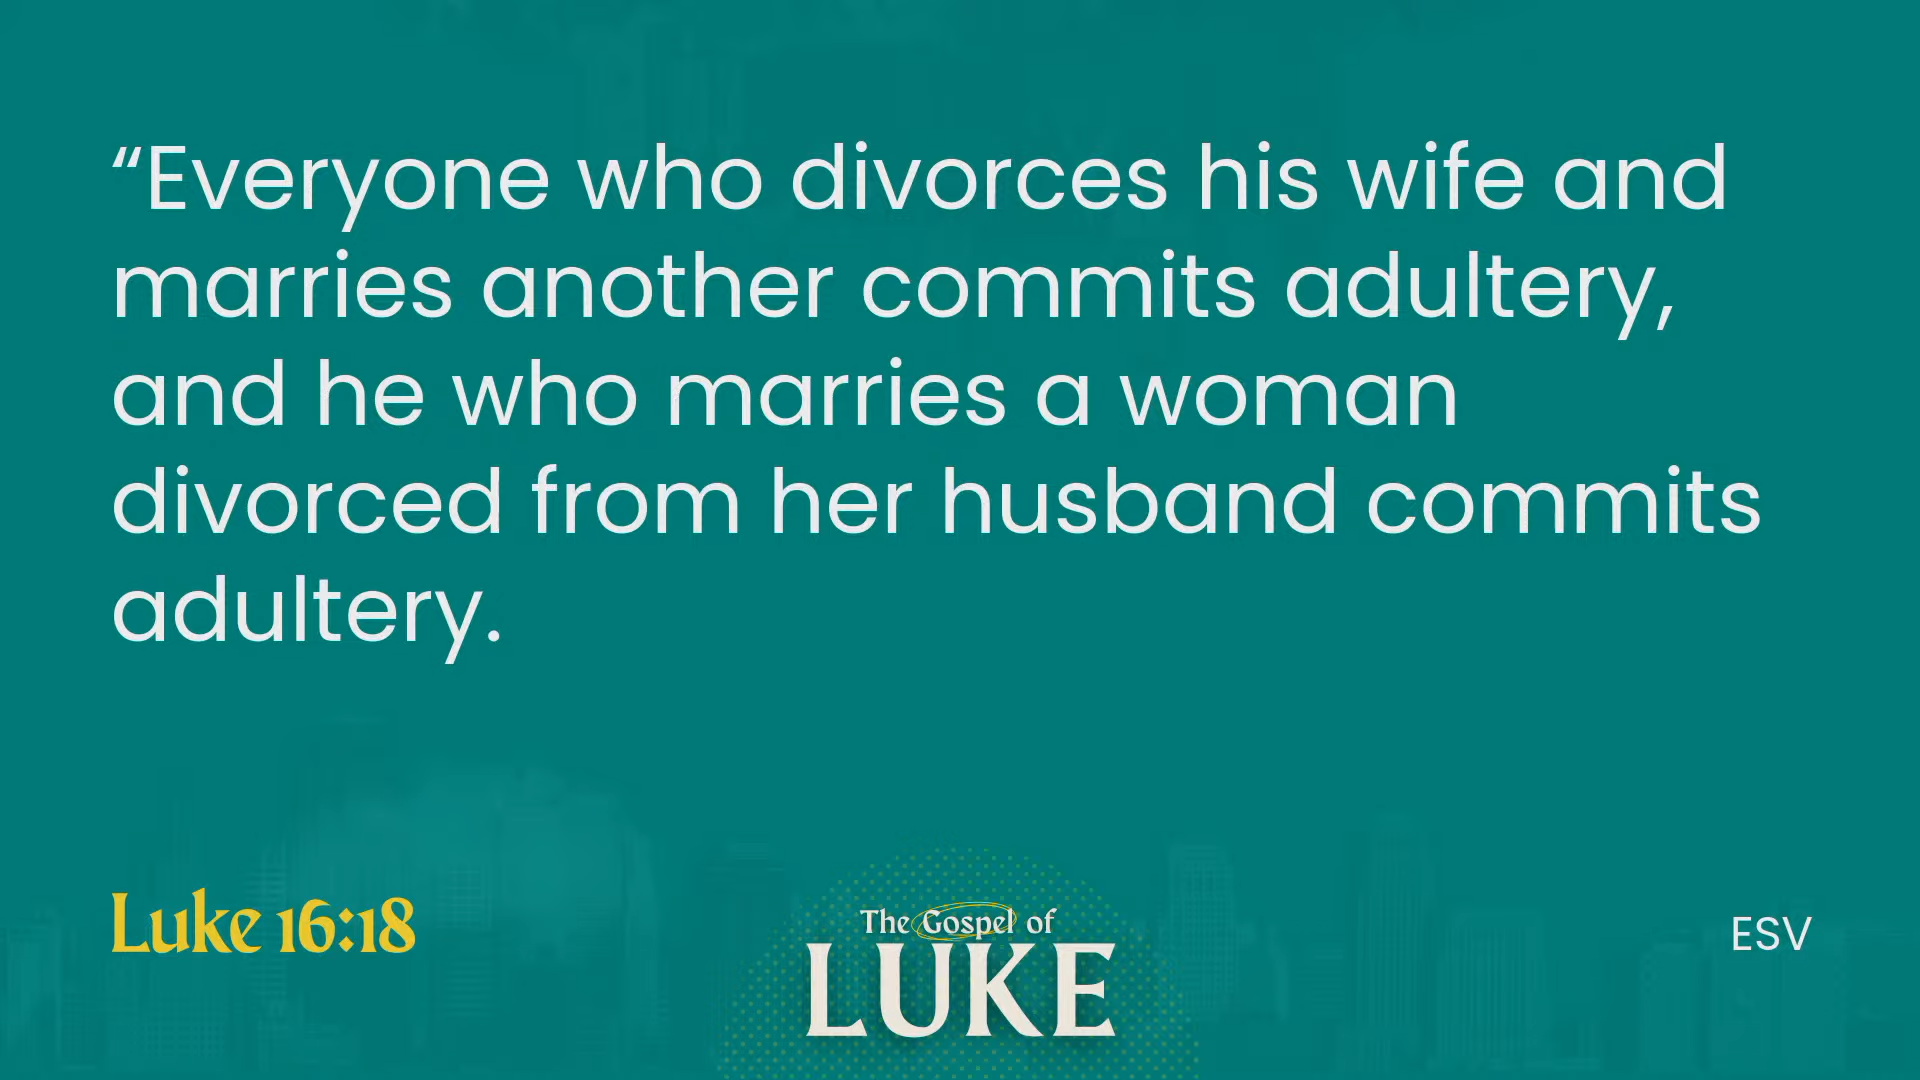 “Everyone who divorces his wife and
marries another commits adultery,
and he who marries a woman
divorced from her husband commits
adultery.
Luke 16:18
The Gospel of
LUKE
ESV